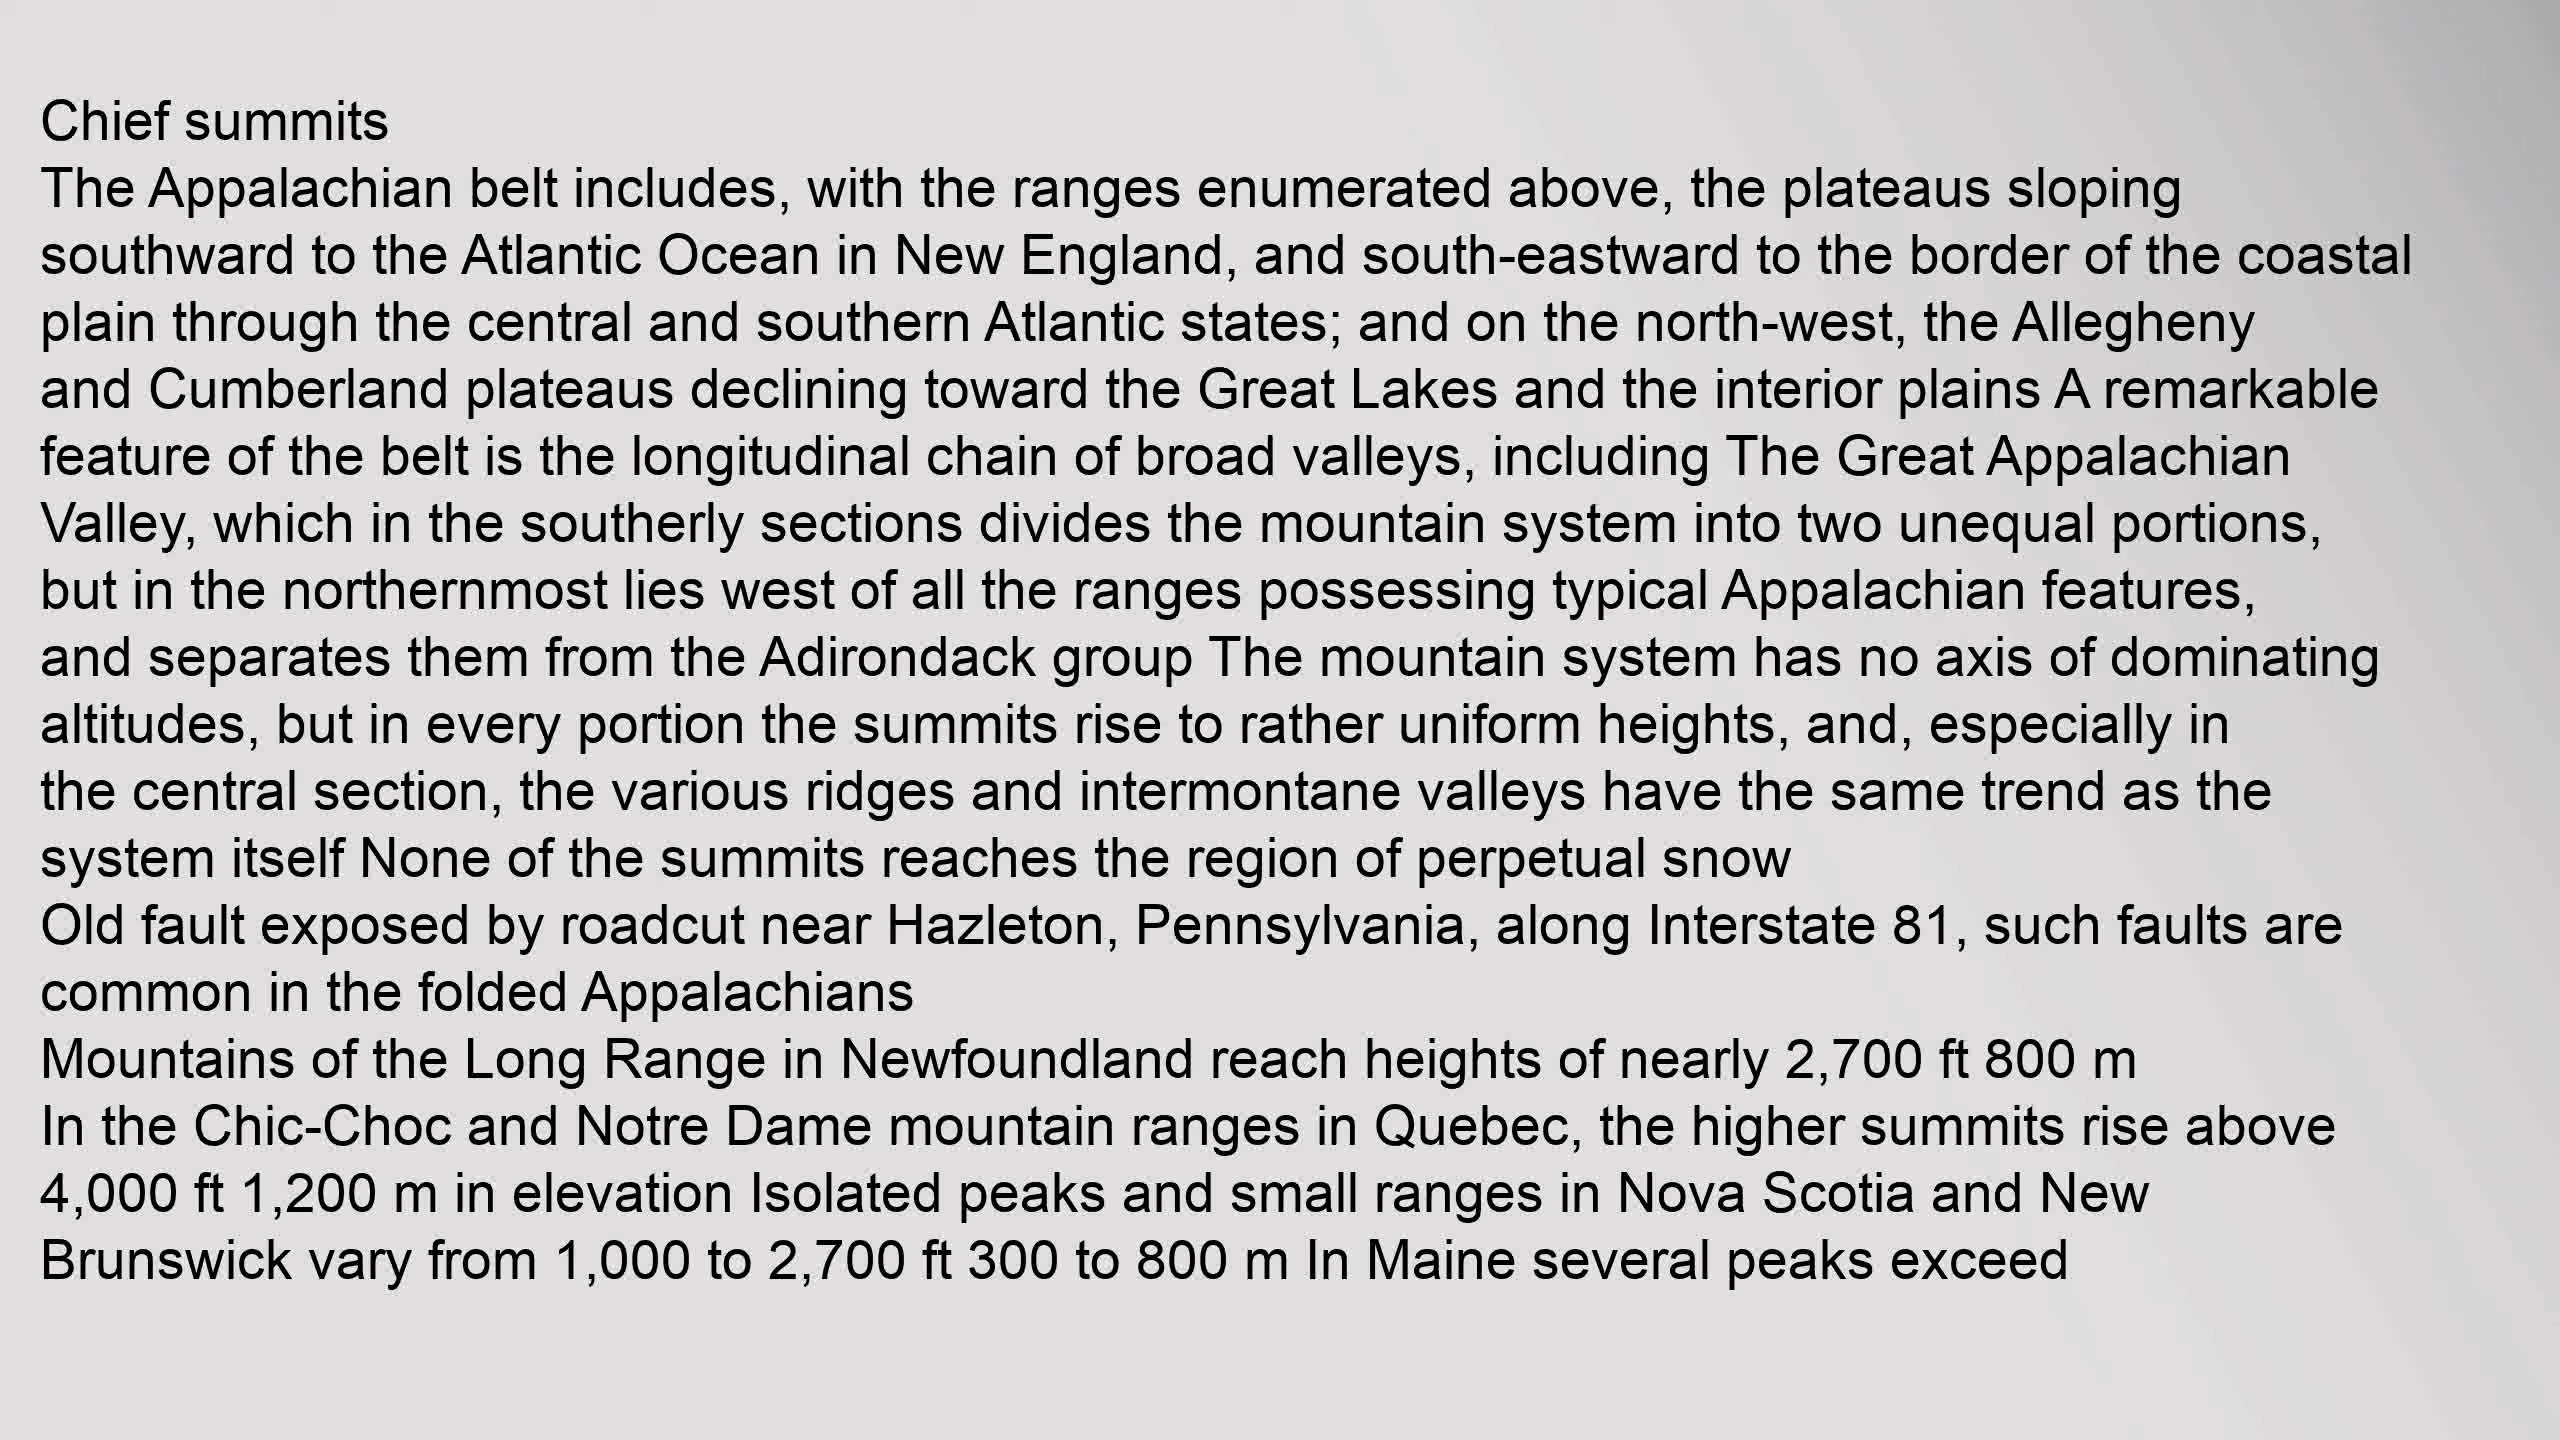 Chief summits
The Appalachian belt includes, with the ranges enumerated above, the plateaus sloping
southward to the Atlantic Ocean in New England, and south-eastward to the border of the coastal
plain through the central and southern Atlantic states; and on the north-west, the Allegheny
and Cumberland plateaus declining toward the Great Lakes and the interior plains A remarkable
feature of the belt is the longitudinal chain of broad valleys, including The Great Appalachian
Valley, which in the southerly sections divides the mountain system into two unequal portions,
but in the northernmost lies west of all the ranges possessing typical Appalachian features,
and separates them from the Adirondack group The mountain system has no axis of dominating
altitudes, but in every portion the summits rise to rather uniform heights, and, especially in
the central section, the various ridges and intermontane valleys have the same trend as the
system itself None of the summits reaches the region of perpetual snow
Old fault exposed by roadcut near Hazleton, Pennsylvania, along Interstate 81, such faults are
common in the folded Appalachians
Mountains of the Long Range in Newfoundland reach heights of nearly 2,700 ft 800 m
In the Chic-Choc and Notre Dame mountain ranges in Quebec, the higher summits rise above
4,000 ft 1,200 m in elevation Isolated peaks and small ranges in Nova Scotia and New
Brunswick vary from 1,000 to 2,700 ft 300 to 800 m In Maine several peaks exceed